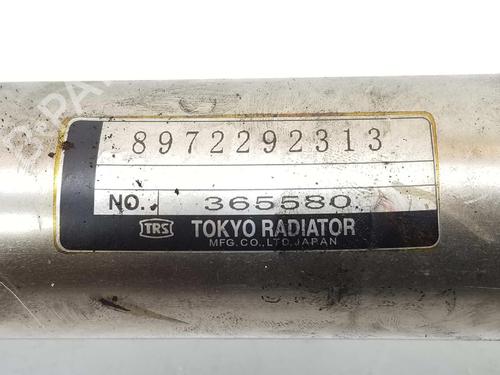 8972292313
NO. 365580
TRS TOKYO RADIATOR
MFG.CO.,LTD.JAPAN